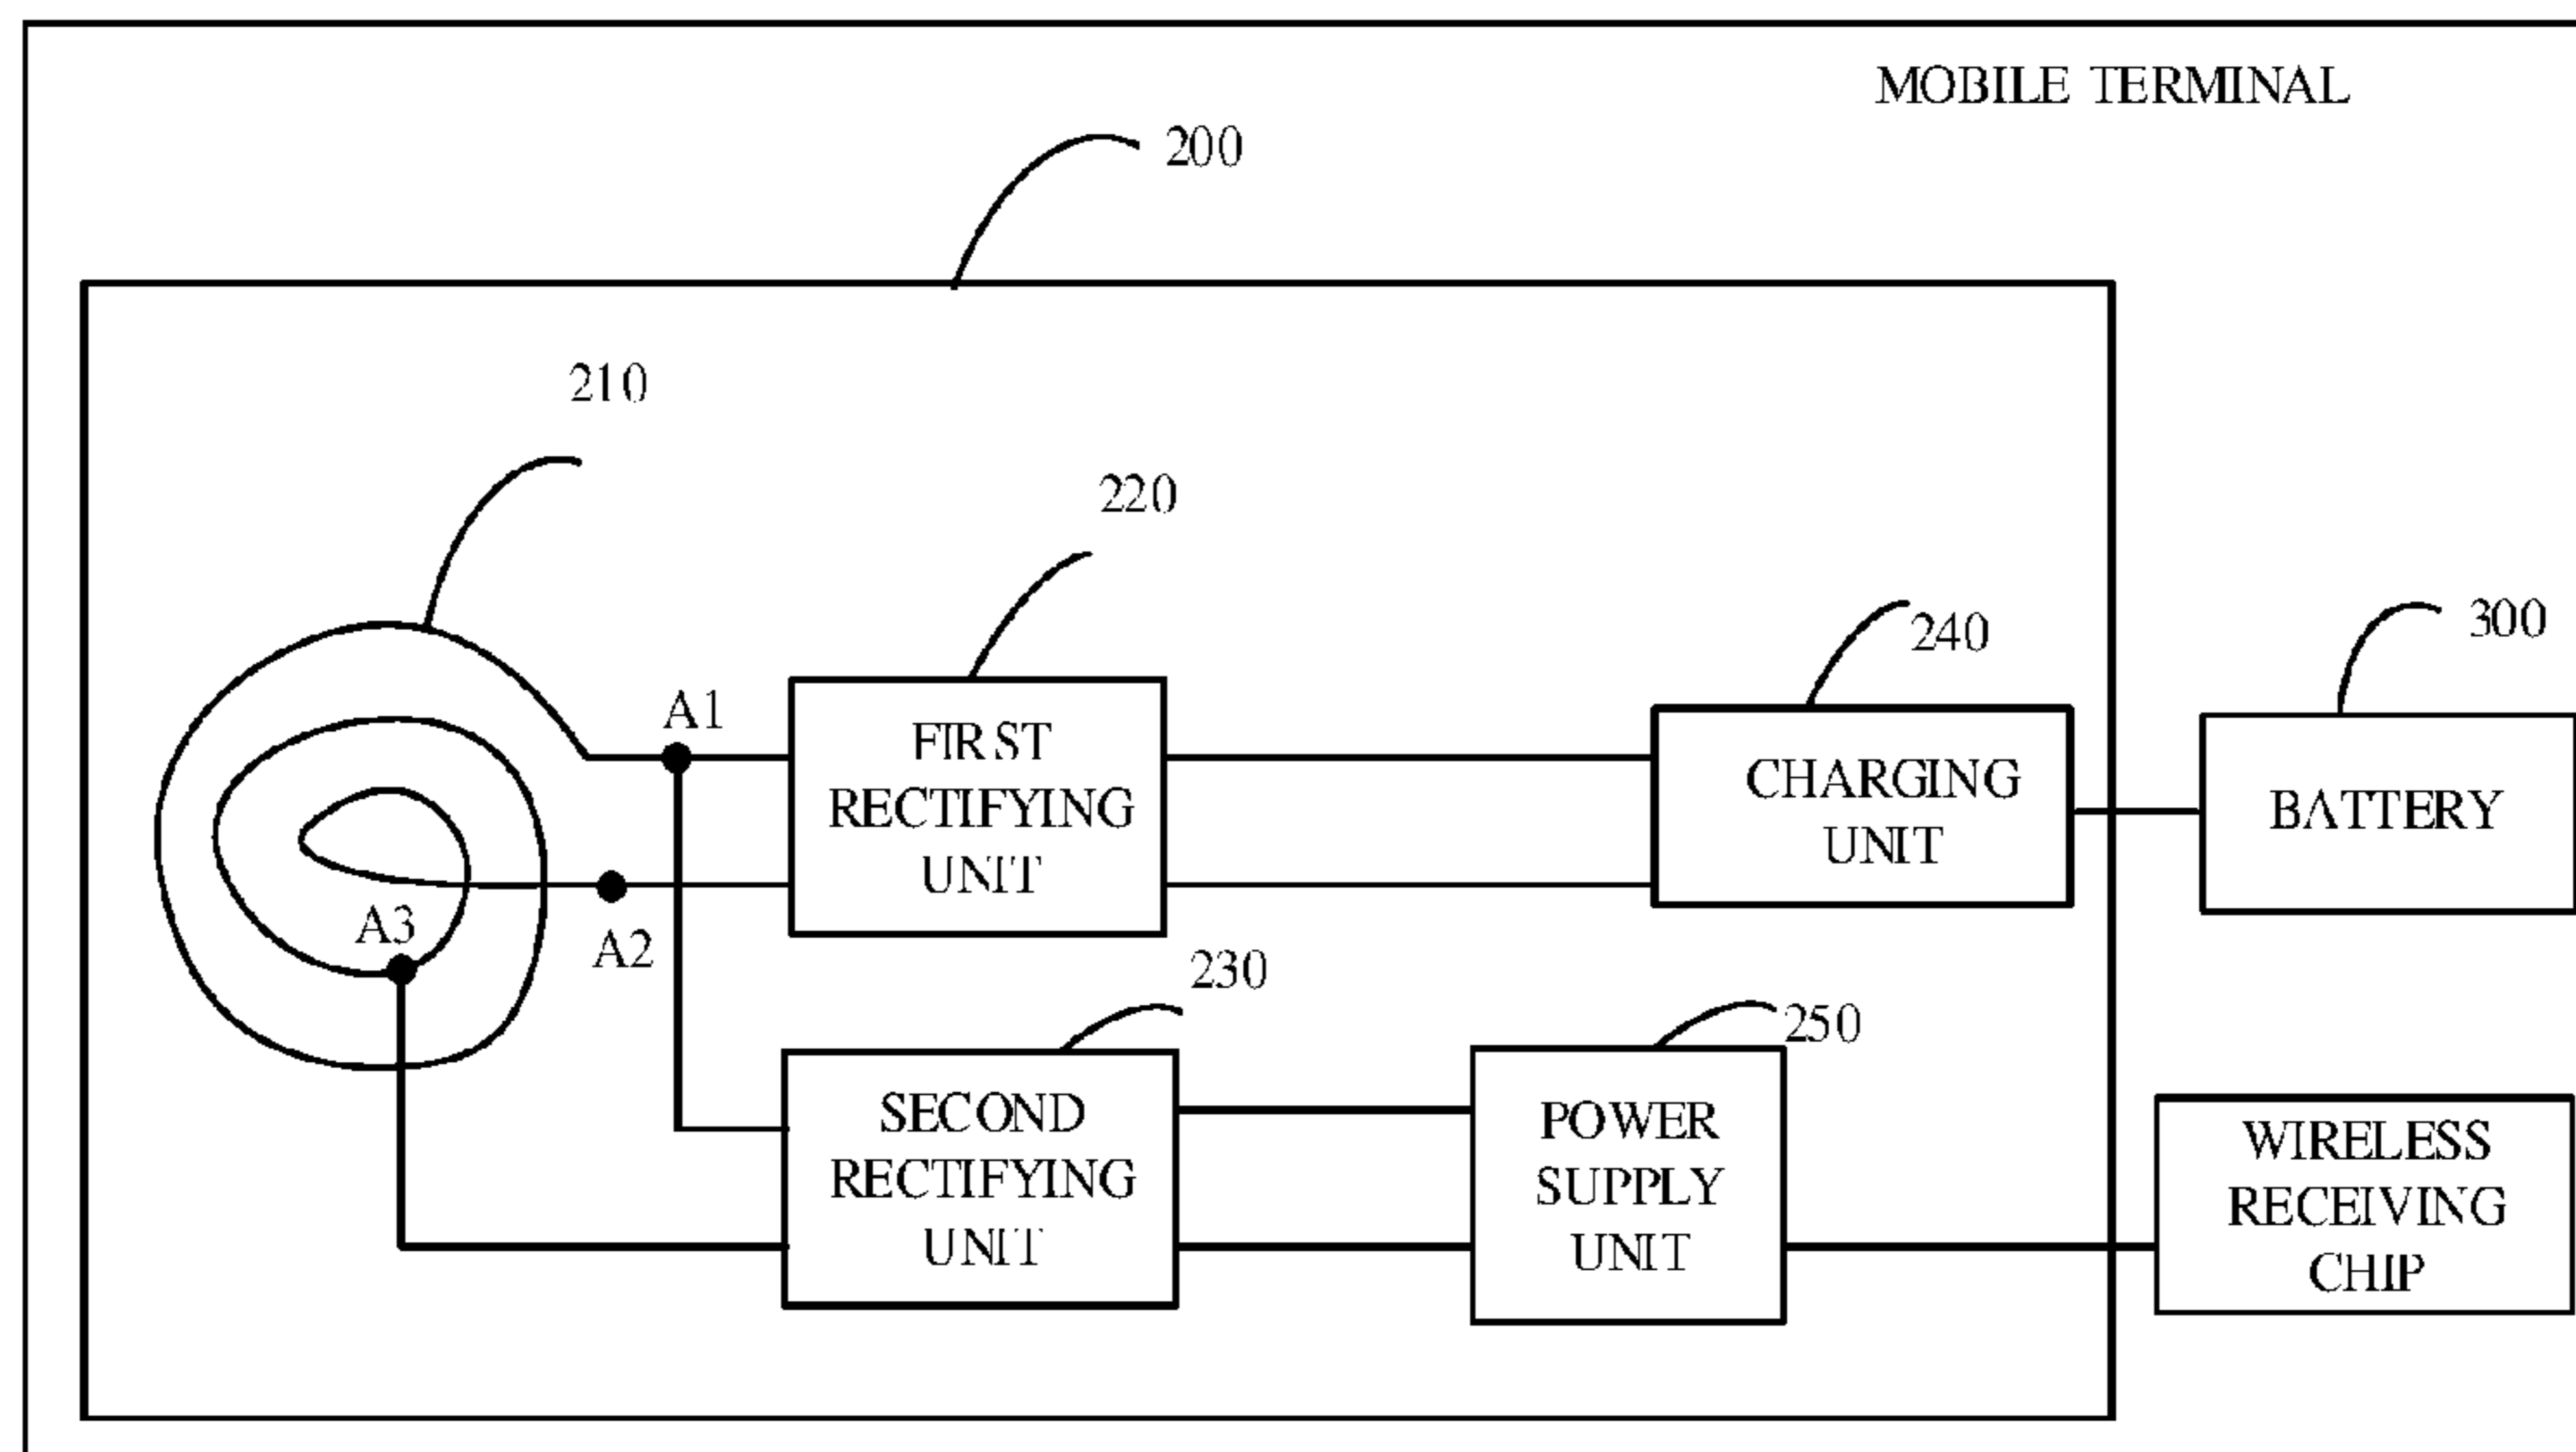 MOBILE TERMINAL
200
210
220
240
300
A1
FIRST
RECTIFYING
UNIT
CHARGING
UNIT
BATTERY
A3
A2
230
250
SECOND
RECTIFYING
UNIT
POWER
SUPPLY
UNIT
WIRELESS
RECEIVING
CHIP